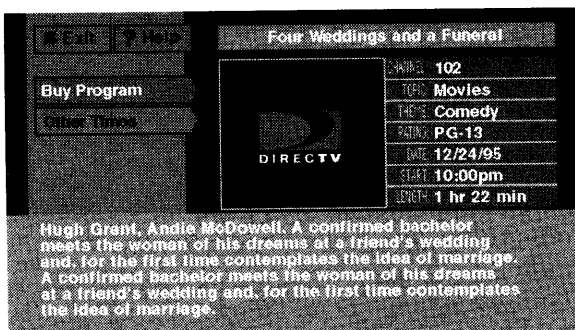 Exit ? Help
Four Weddings and a Funeral
Buy Program
Other Times
DIRECTV
CHANNEL 102
TOPIC Movies
THEME Comedy
RATING PG-13
DATE 12/24/95
START 10:00pm
LENGTH 1 hr 22 min
Hugh Grant, Andie McDowell. A confirmed bachelor
meets the woman of his dreams at a friend's wedding
and, for the first time contemplates the idea of marriage.
A confirmed bachelor meets the woman of his dreams
at a friend's wedding and, for the first time contemplates
the idea of marriage.